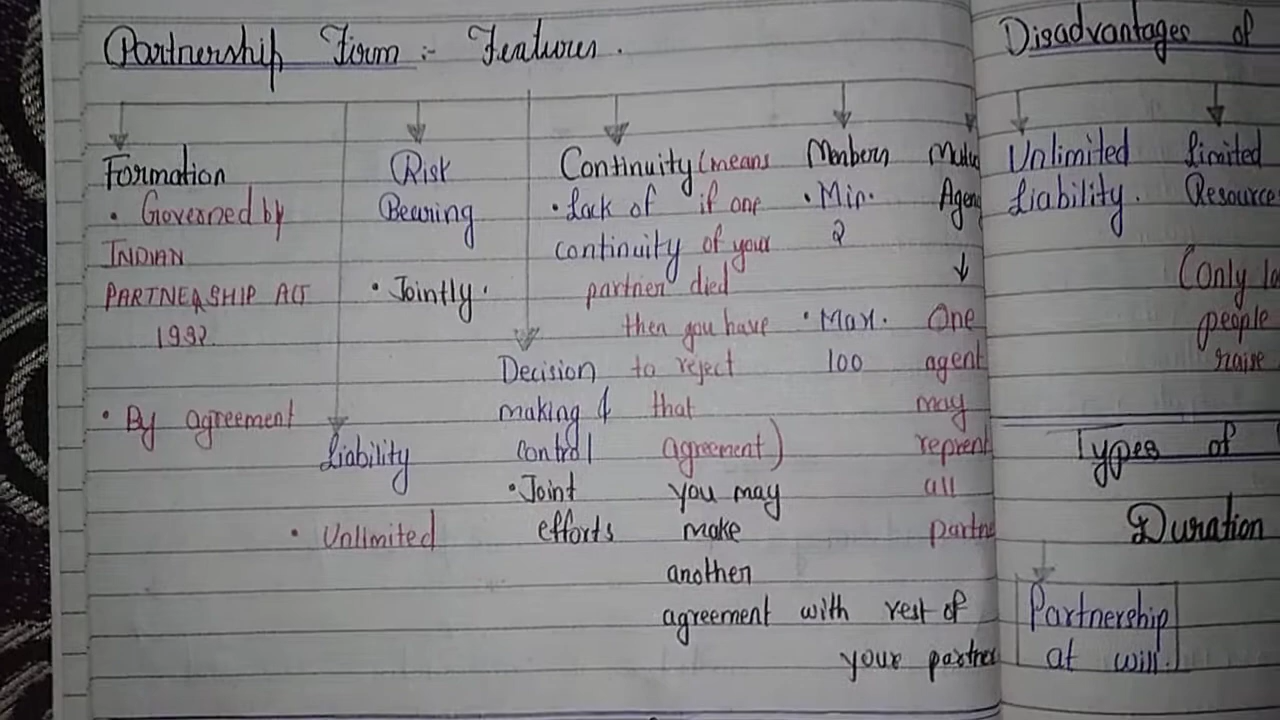 Partnership Firm :- Features.
Formation
• Governed by
INDIAN
PARTNERSHIP ACT
1932.
• By agreement
Liability
• Unlimited
Risk
Bearing
• Jointly.
Decision
making &
control
• Joint
efforts
Continuity (means
• Lack of if one
continuity of your
partner died
then you have
to reject
that
agreement)
you may
make
another
agreement with rest of
your partner
Members
• Min.
2
• Max.
100
Agen
↓
One
agent
may
reprent
all
partne
Disadvantages of
Unlimited
Liability.
Limited
Resource
(Only
people
raise
Types of
Duration
Partnership
at will.